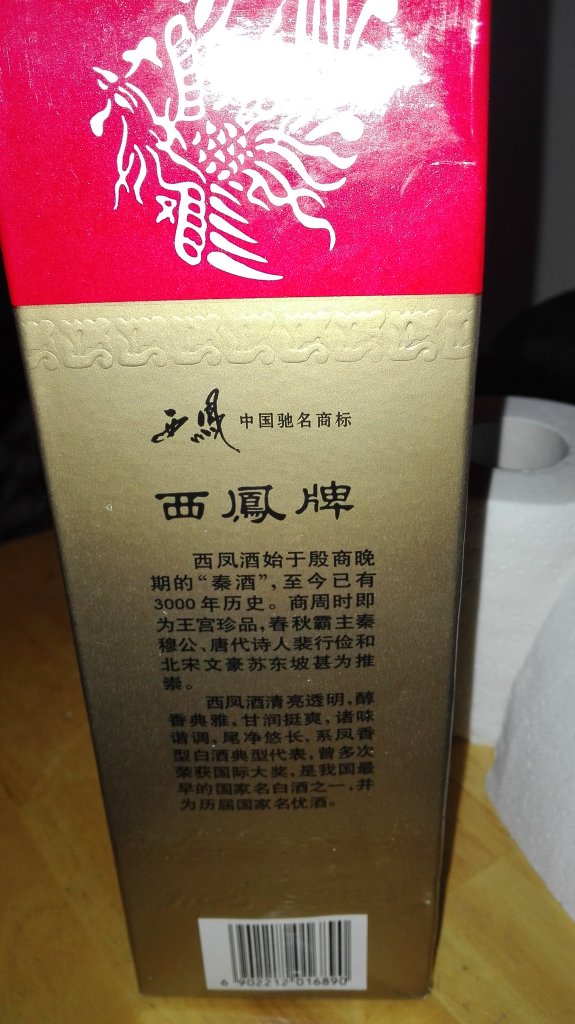 西鳳 中国驰名商标
西鳳牌
西凤酒始于殷商晚
期的“秦酒”，至今已有
3000年历史。商周时即
为王宫珍品，春秋霸主秦
穆公、唐代诗人裴行俭和
北宋文豪苏东坡甚为推
崇。
西凤酒清亮透明，醇
香典雅，甘润挺爽，诸味
谐调，尾净悠长、系凤香
型白酒典型代表，曾多次
荣获国际大奖，是我国最
早的国家名白酒之一，并
为历届国家名优酒。
6 902212 016890